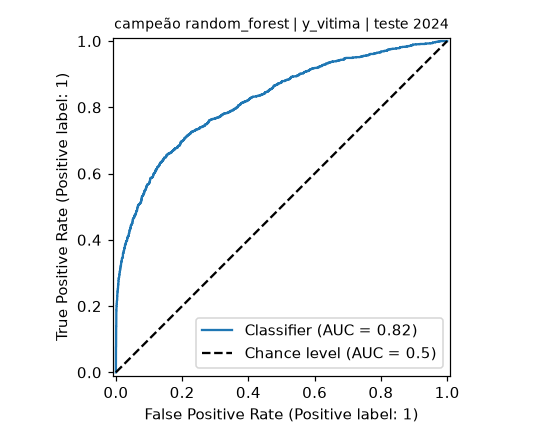 campeão random_forest | y_vitima | teste 2024
True Positive Rate (Positive label: 1)
1.0
0.8
0.6
0.4
0.2
0.0
Classifier (AUC = 0.82)
Chance level (AUC = 0.5)
0.0 0.2 0.4 0.6 0.8 1.0
False Positive Rate (Positive label: 1)